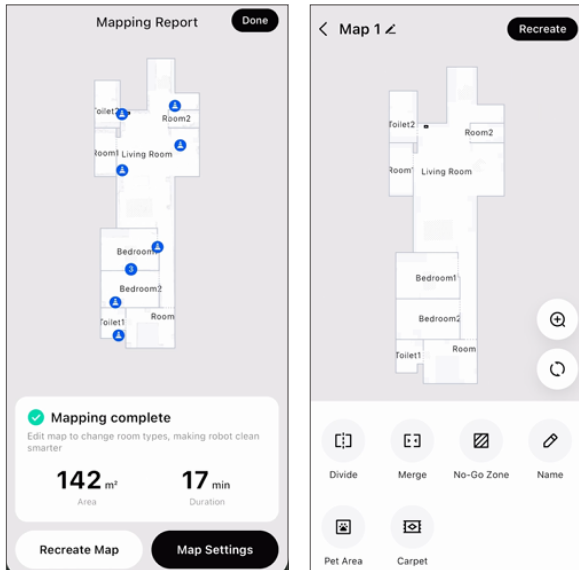 Mapping Report
Done
Toilet2
Room2
Room1
Living Room
Bedroom1
3
Bedroom2
Toilet1
Room
Mapping complete
Edit map to change room types, making robot clean
smarter
142 m²
17 min
Area
Duration
Recreate Map
Map Settings
Map 1
Recreate
Toilet2
Room2
Room1
Living Room
Bedroom1
Bedroom2
Toilet1
Room
Divide
Merge
No-Go Zone
Name
Pet Area
Carpet